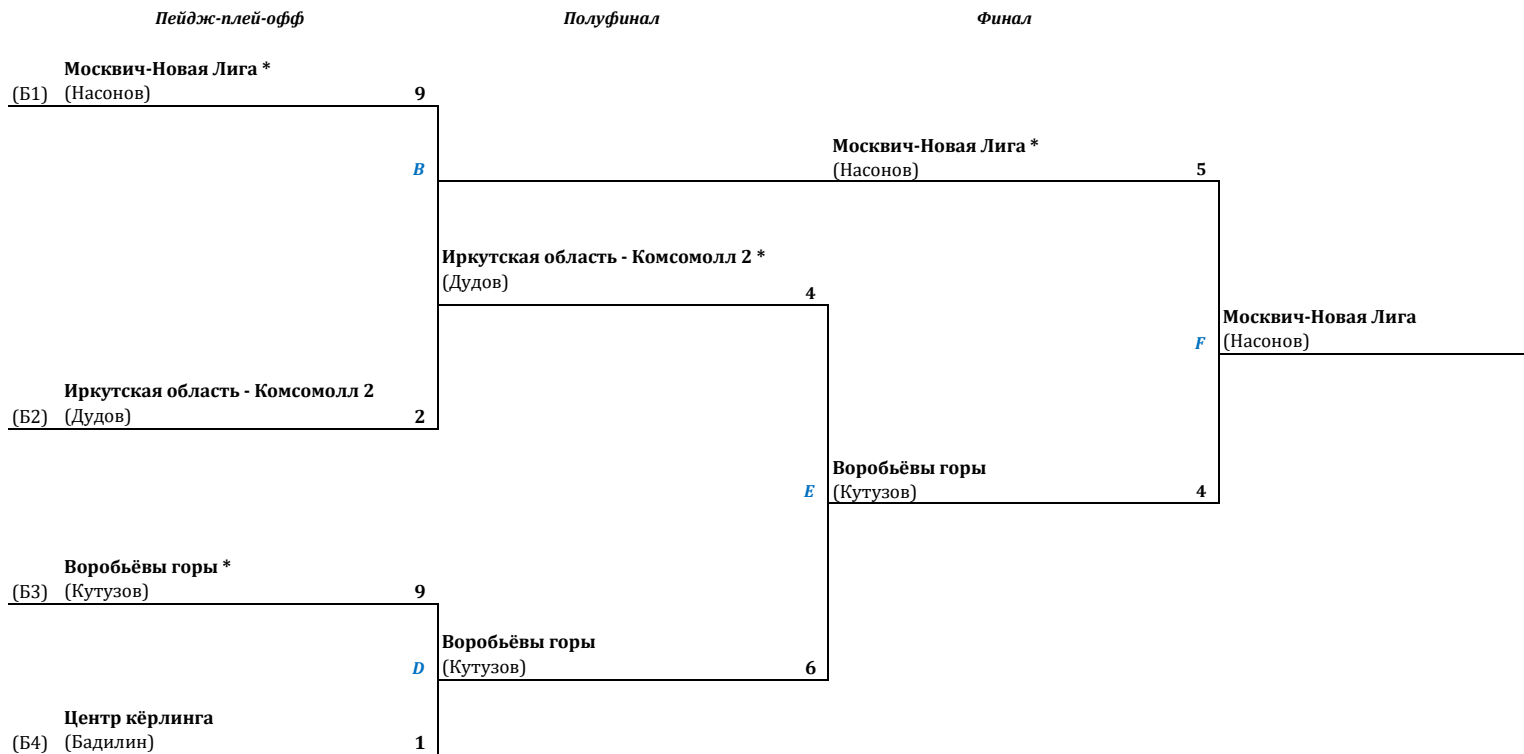 Пейдж-плей-офф
Полуфинал
Финал
Москвич-Новая Лига *
(Б1) (Насонов) 9
Москвич-Новая Лига *
(Насонов) 5
B
Иркутская область - Комсомолл 2 *
(Дудов) 4
Москвич-Новая Лига
F (Насонов)
Иркутская область - Комсомолл 2
(Б2) (Дудов) 2
Воробьёвы горы
E (Кутузов) 4
Воробьёвы горы *
(Б3) (Кутузов) 9
Воробьёвы горы
D (Кутузов) 6
Центр кёрлинга
(Б4) (Бадилин) 1